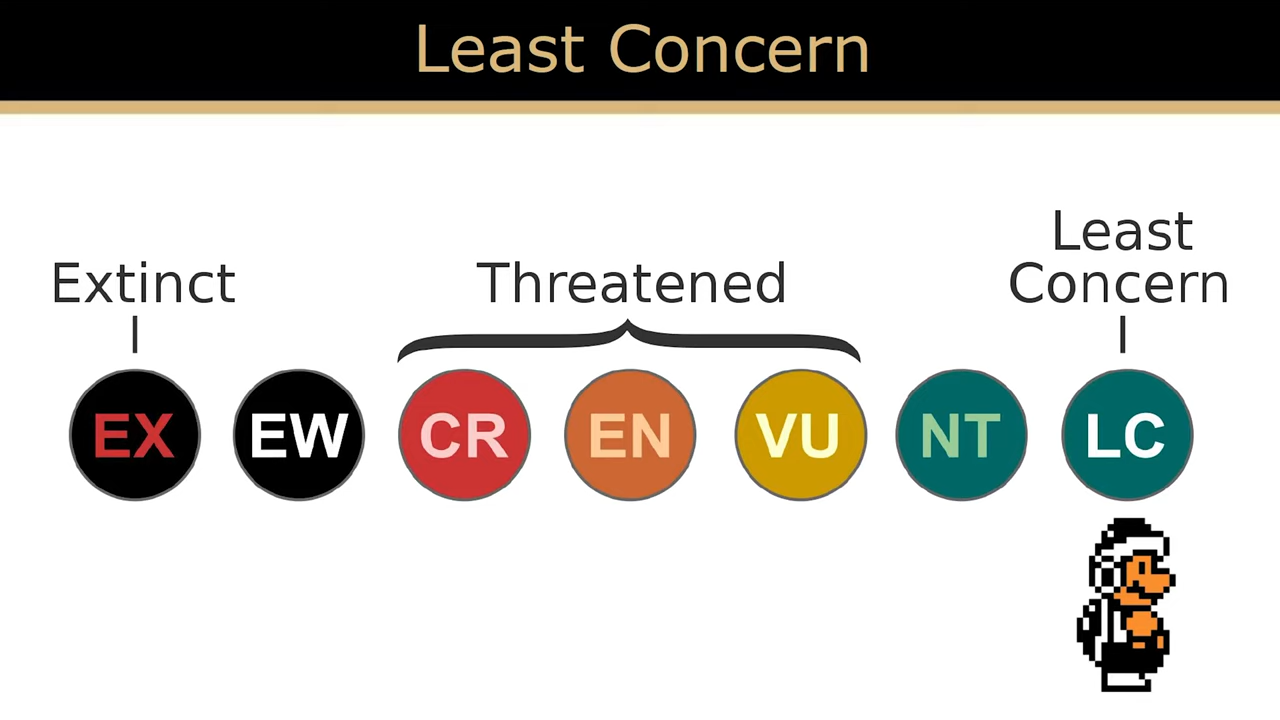 Least Concern
Least
Extinct Threatened Concern
EX EW CR EN VU NT LC